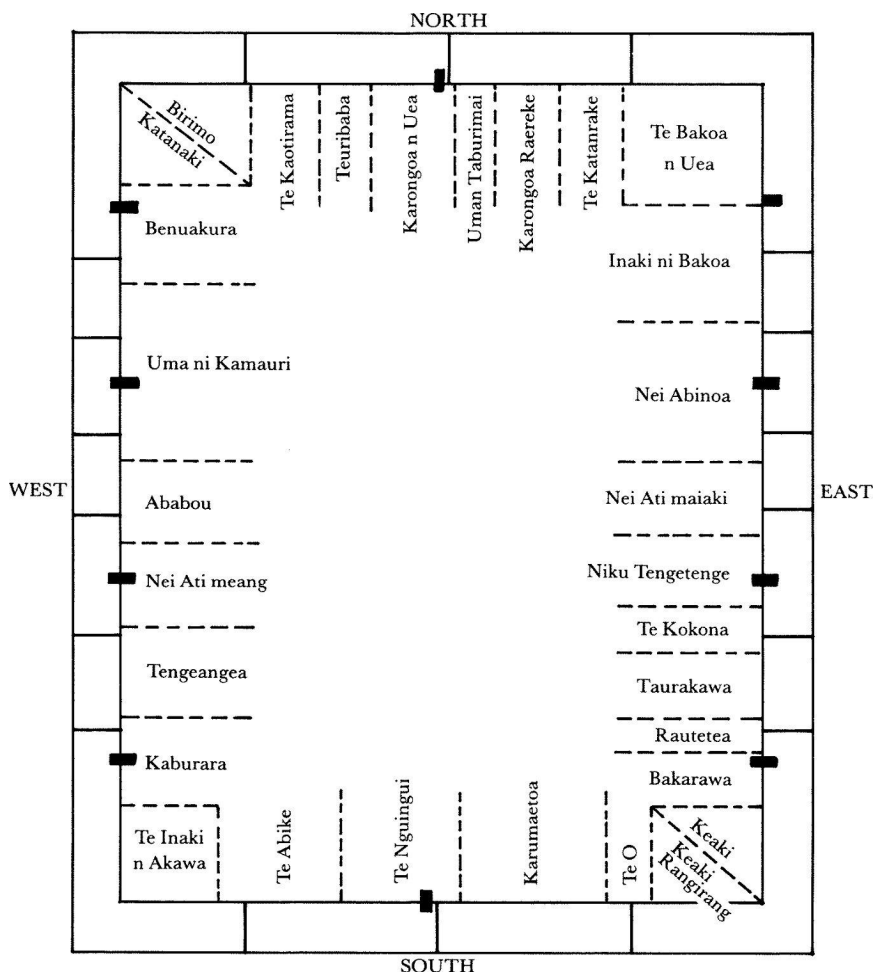 NORTH
Birimo
Katanaki
Te Kaotirama
Teuribaba
Karongoa n Uea
Uman Taburimai
Karongoa Raereke
Te Katanrake
Te Bakoa
n Uea
Benuakura
Inaki ni Bakoa
Uma ni Kamauri
Nei Abinoa
WEST
EAST
Ababou
Nei Ati maiaki
Nei Ati meang
Niku Tengetenge
Te Kokona
Tengeangea
Taurakawa
Rautetea
Kaburara
Bakarawa
Te Inaki
n Akawa
Te Abike
Te Nguingui
Karumaetoa
Te O
Keaki
Keaki
Rangirang
SOUTH